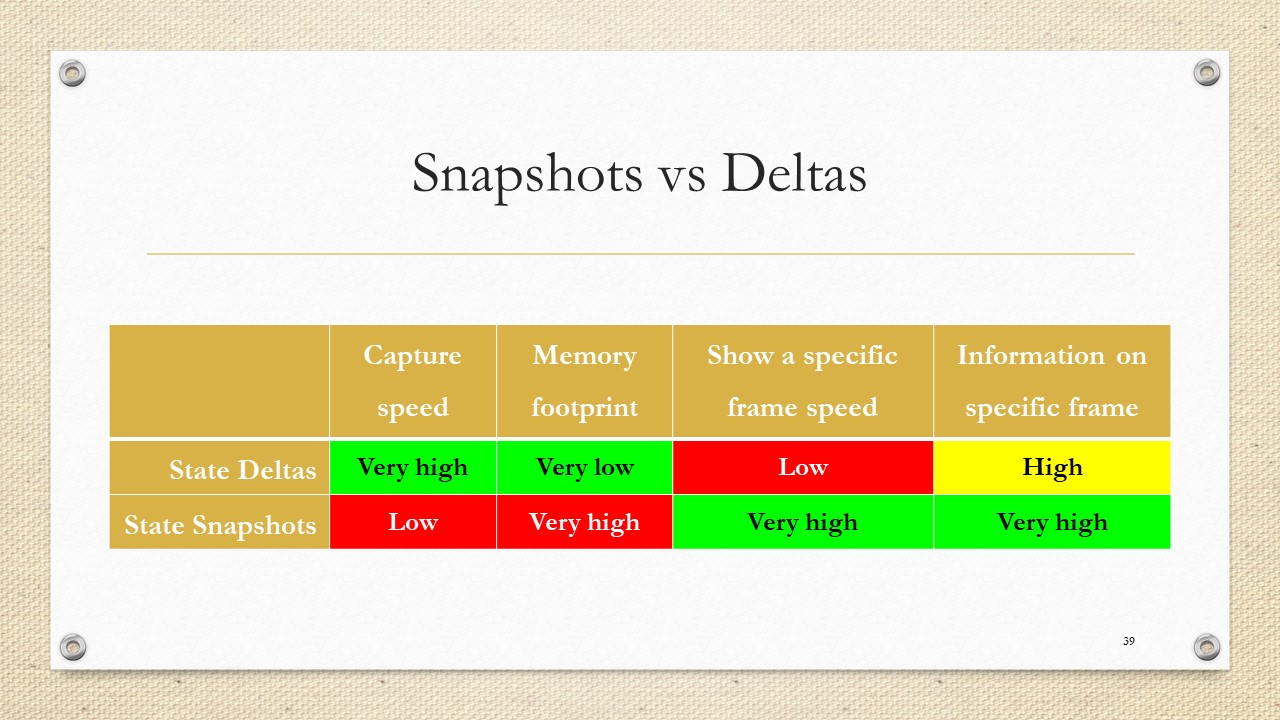 Snapshots vs Deltas
Capture speed Memory footprint Show a specific frame speed Information on specific frame
State Deltas Very high Very low Low High
State Snapshots Low Very high Very high Very high
39